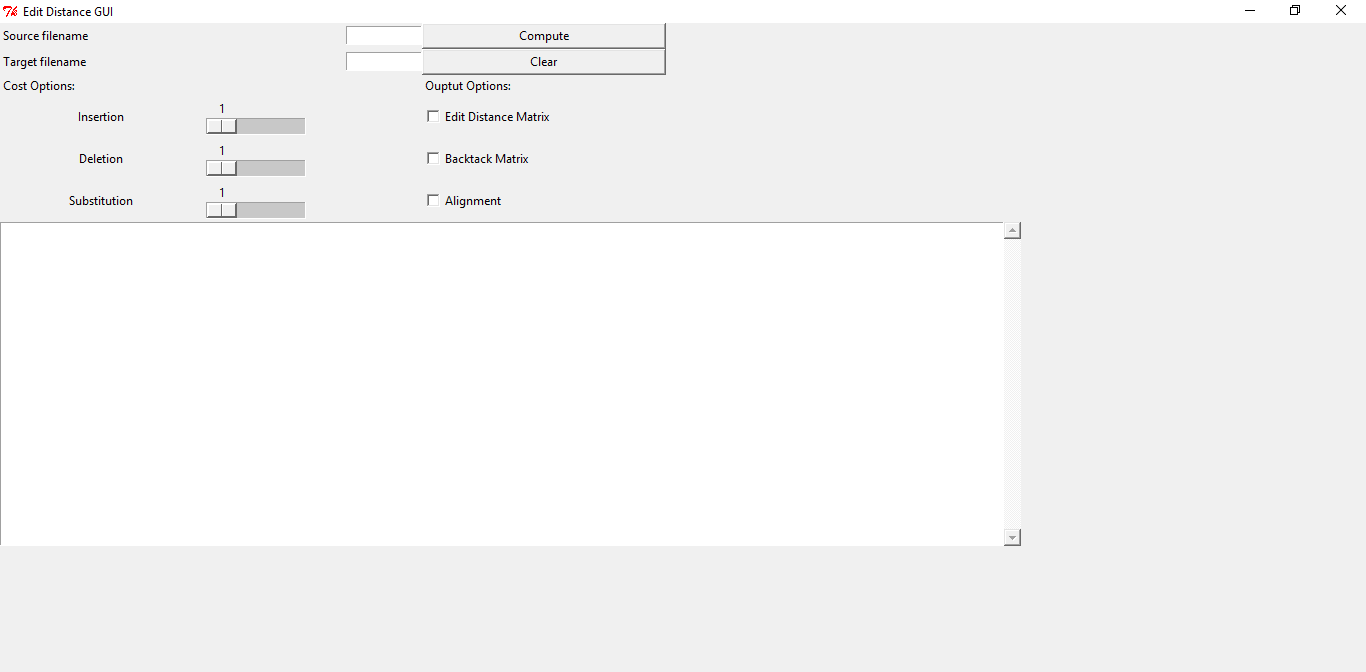 Edit Distance GUI
Source filename Compute
Target filename Clear
Cost Options: Ouptut Options:
1
Insertion Edit Distance Matrix
1
Deletion Backtack Matrix
1
Substitution Alignment